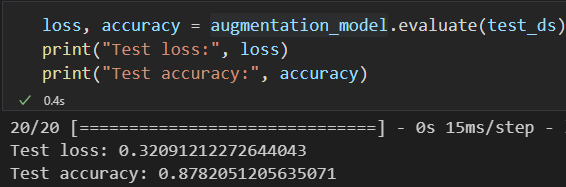 loss, accuracy = augmentation_model.evaluate(test_ds)
print("Test loss:", loss)
print("Test accuracy:", accuracy)
0.4s
20/20 [==============================] - 0s 15ms/step -
Test loss: 0.32091212272644043
Test accuracy: 0.8782051205635071